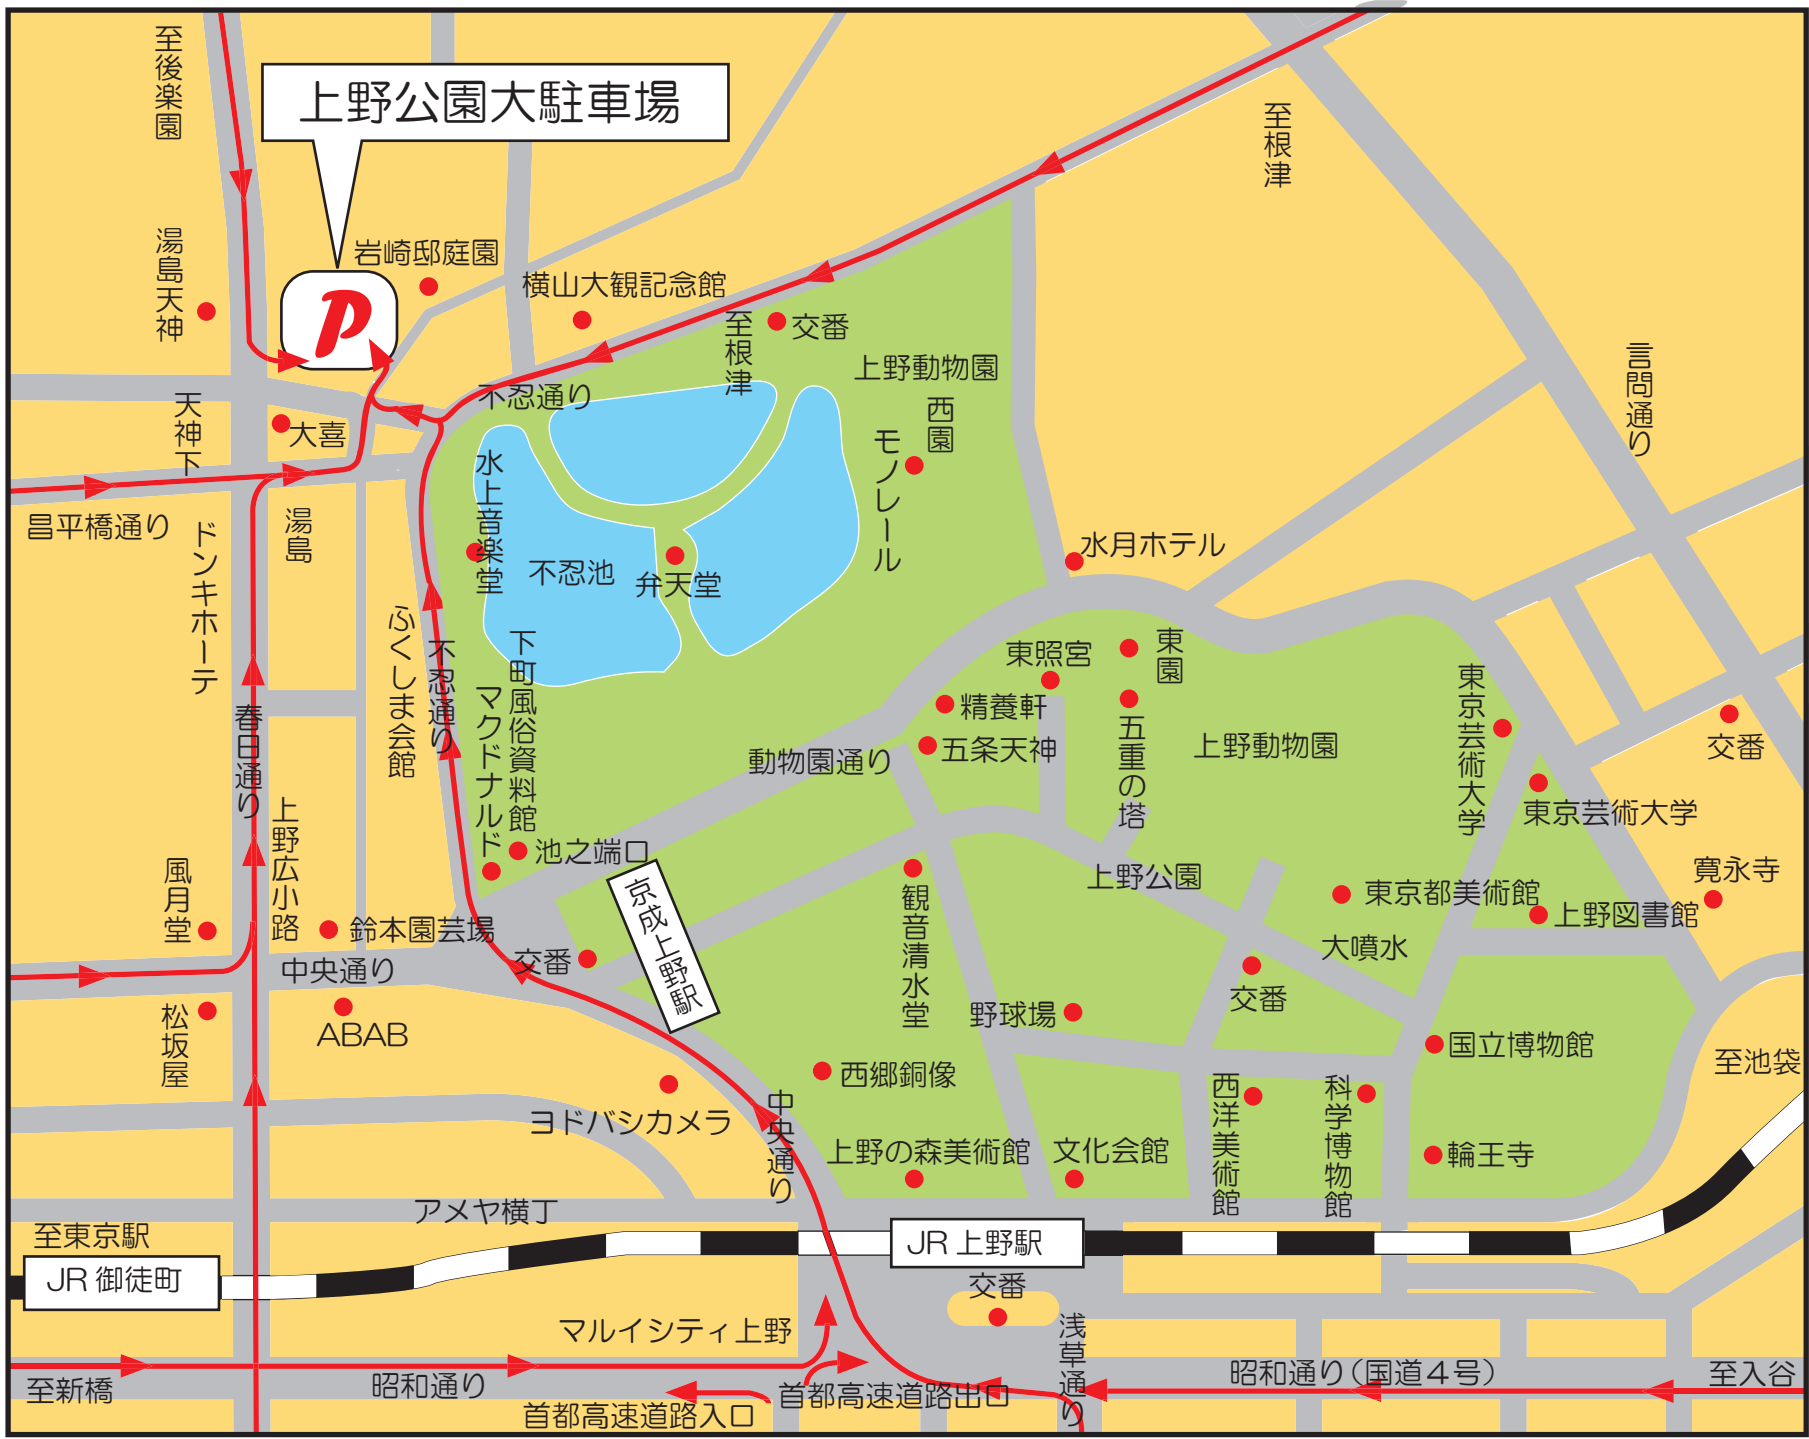 至後楽園
上野公園大駐車場
至根津
湯島天神
岩崎邸庭園
横山大観記念館
至根津
交番
上野動物園
西園
モノレール
不忍通り
言問通り
天神下
大喜
昌平橋通り
ドンキホーテ
湯島
水上音楽堂
不忍池
弁天堂
水月ホテル
ふくしま会館
不忍通り
下町風俗資料館
マクドナルド
東照宮
東園
精養軒
五条天神
五重の塔
動物園通り
上野動物園
東京芸術大学
交番
東京芸術大学
春日通り
上野広小路
池之端口
京成上野駅
風月堂
鈴本園芸場
交番
中央通り
観音清水堂
上野公園
東京都美術館
上野図書館
寛永寺
大噴水
交番
野球場
松坂屋
ABAB
国立博物館
至池袋
西郷銅像
ヨドバシカメラ
中央通り
西洋美術館
科学博物館
上野の森美術館
文化会館
輪王寺
アメヤ横丁
至東京駅
JR御徒町
JR上野駅
交番
マルイシティ上野
浅草通り
昭和通り(国道4号)
至入谷
至新橋
昭和通り
首都高速道路出口
首都高速道路入口
P